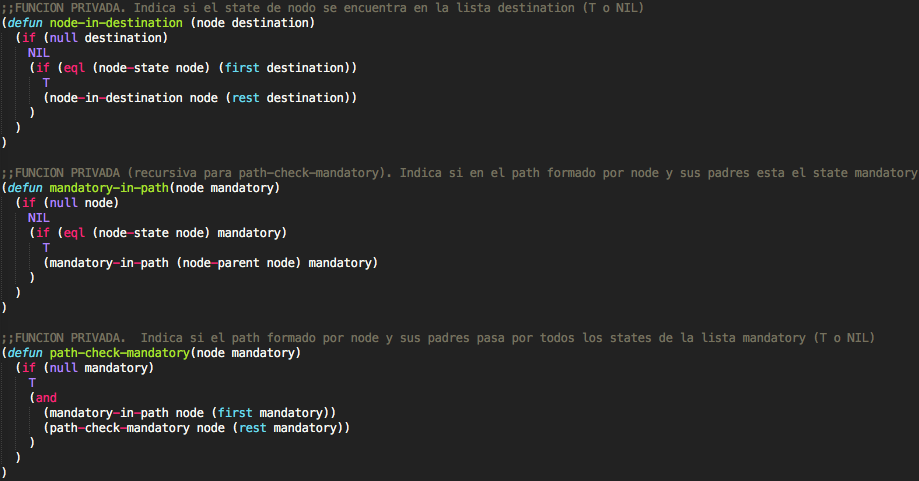 ;;FUNCION PRIVADA. Indica si el state de nodo se encuentra en la lista destination (T o NIL)
(defun node-in-destination (node destination)
  (if (null destination)
    NIL
    (if (eql (node-state node) (first destination))
      T
      (node-in-destination node (rest destination))
    )
  )
)

;;FUNCION PRIVADA (recursiva para path-check-mandatory). Indica si en el path formado por node y sus padres esta el state mandatory
(defun mandatory-in-path(node mandatory)
  (if (null node)
    NIL
    (if (eql (node-state node) mandatory)
      T
      (mandatory-in-path (node-parent node) mandatory)
    )
  )
)

;;FUNCION PRIVADA.  Indica si el path formado por node y sus padres pasa por todos los states de la lista mandatory (T o NIL)
(defun path-check-mandatory(node mandatory)
  (if (null mandatory)
    T
    (and
      (mandatory-in-path node (first mandatory))
      (path-check-mandatory node (rest mandatory))
    )
  )
)